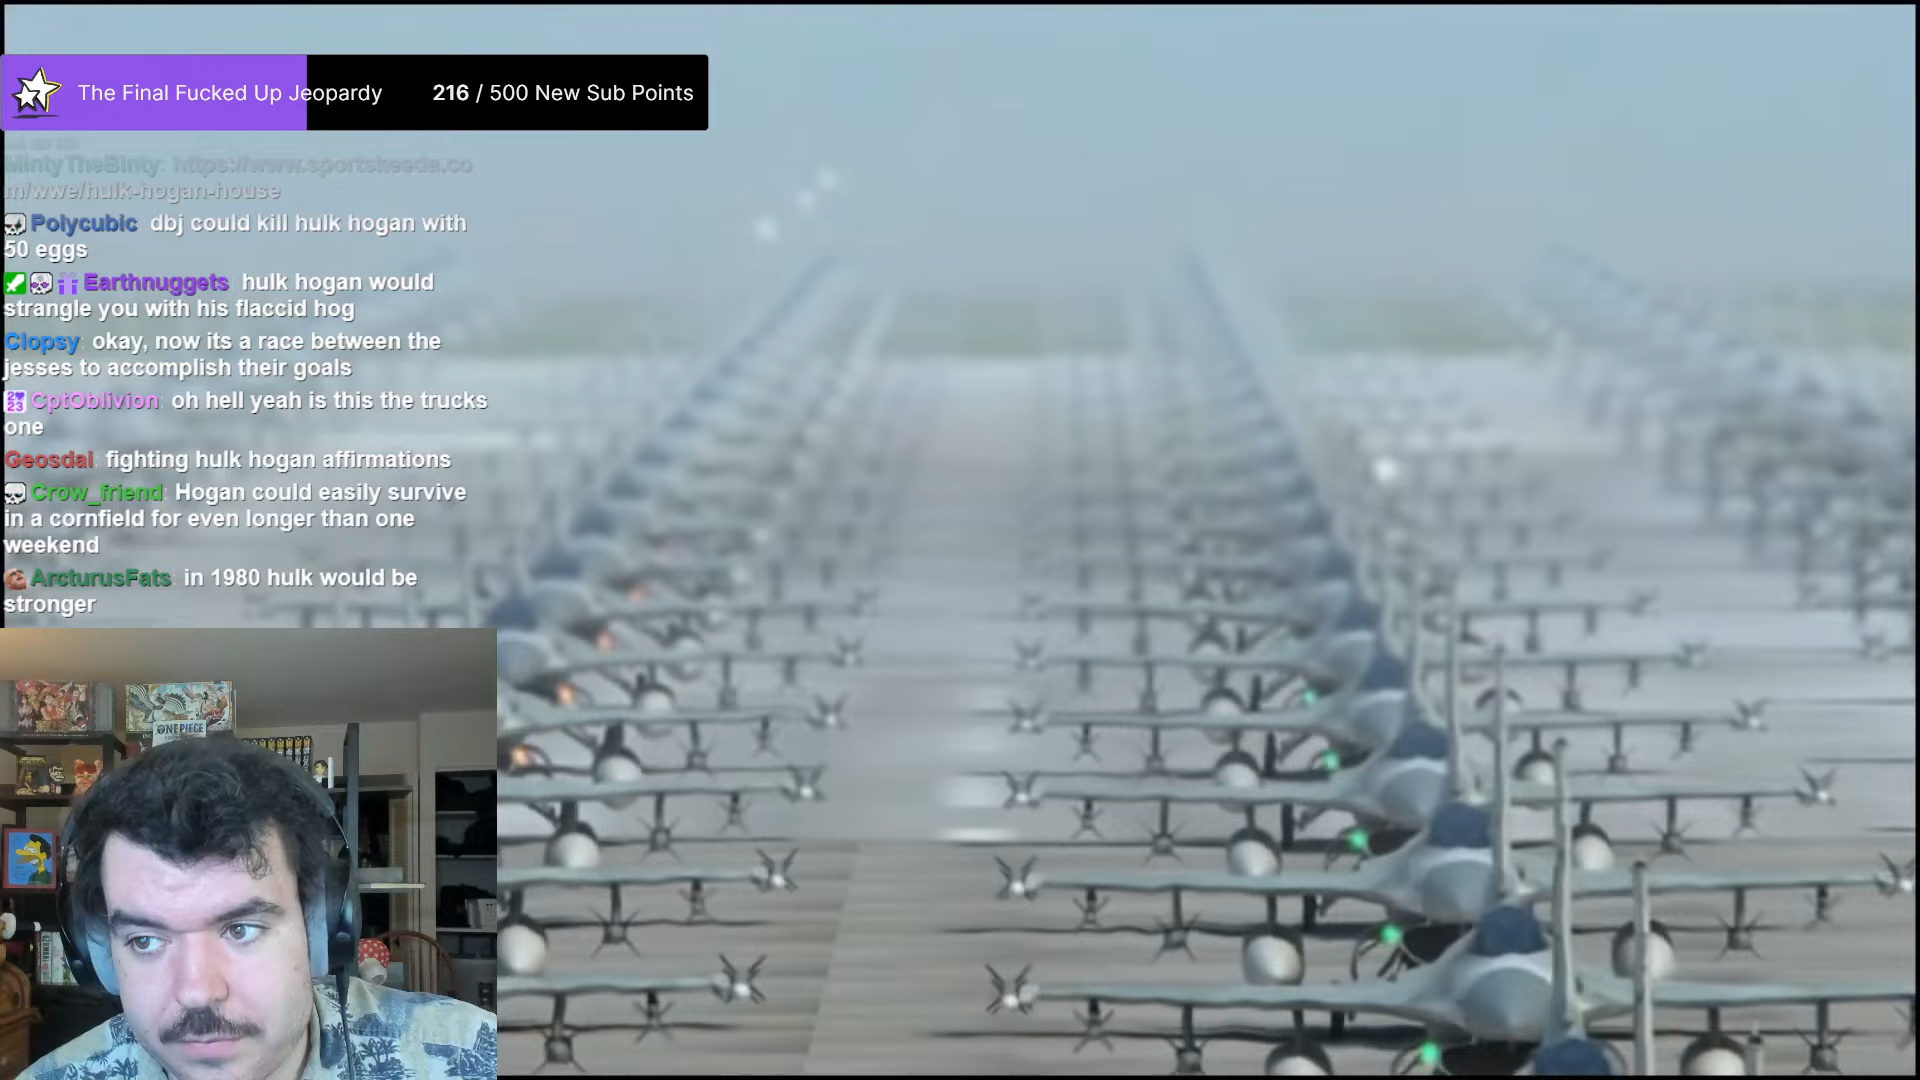 The Final Fucked Up Jeopardy 216 / 500 New Sub Points
MintyTheBinty: https://www.sportskeeda.co
m/wwe/hulk-hogan-house
Polycubic dbj could kill hulk hogan with
50 eggs
Earthnuggets hulk hogan would
strangle you with his flaccid hog
Clopsy: okay, now its a race between the
jesses to accomplish their goals
CptOblivion: oh hell yeah is this the trucks
one
Geosdai: fighting hulk hogan affirmations
Crow_friend: Hogan could easily survive
in a cornfield for even longer than one
weekend
ArcturusFats: in 1980 hulk would be
stronger
ONE PIECE